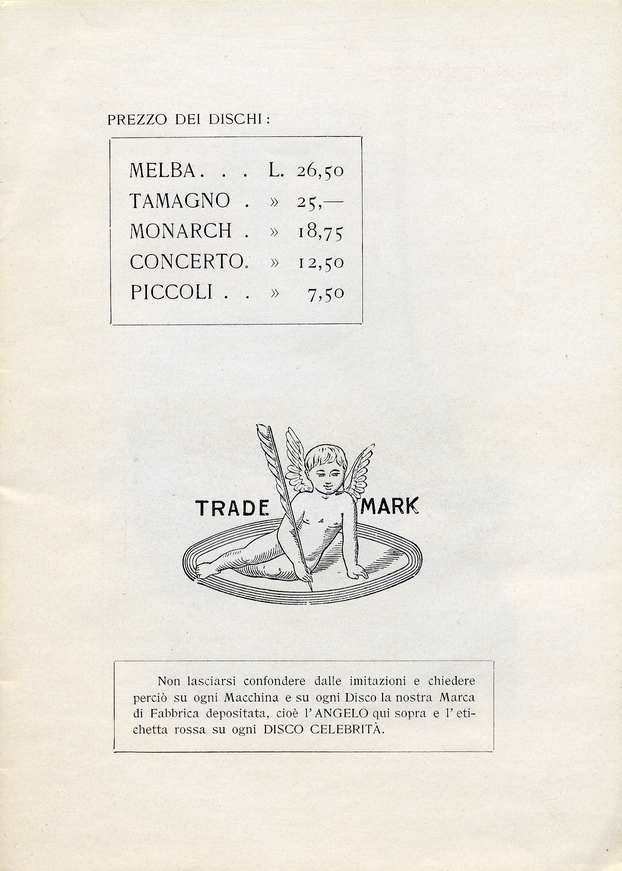 PREZZO DEI DISCHI:
MELBA. . . L. 26,50
TAMAGNO . » 25,—
MONARCH . » 18,75
CONCERTO. » 12,50
PICCOLI . . » 7,50
TRADE MARK
Non lasciarsi confondere dalle imitazioni e chiedere
perciò su ogni Macchina e su ogni Disco la nostra Marca
di Fabbrica depositata, cioè l'ANGELO qui sopra e l'eti-
chetta rossa su ogni DISCO CELEBRITÀ.